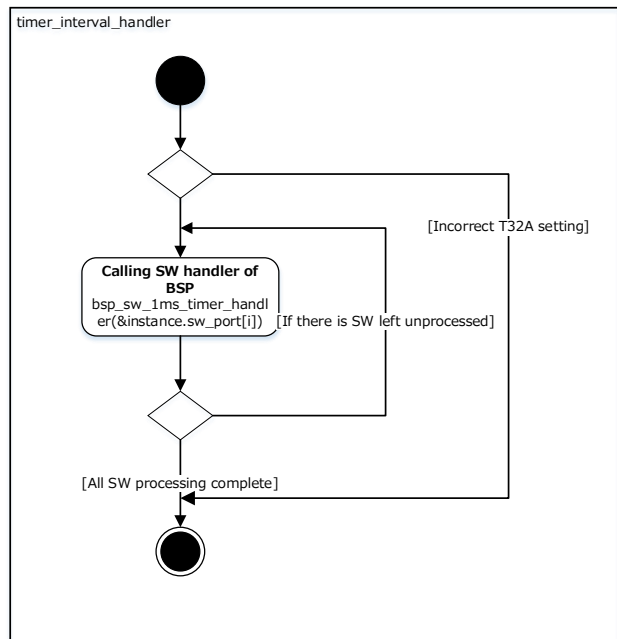 timer_interval_handler
[Incorrect T32A setting]
Calling SW handler of
BSP
bsp_sw_1ms_timer_handl
er(&instance.sw_port[i])
[If there is SW left unprocessed]
[All SW processing complete]